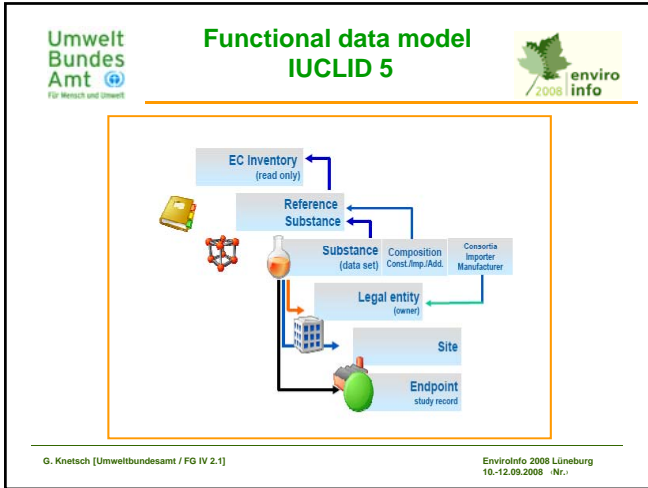 Umwelt
Bundes
Amt
Für Mensch und Umwelt
Functional data model
IUCLID 5
enviro
2008 info
EC Inventory
(read only)
Reference
Substance
Substance
(data set)
Composition
Const./Imp./Add.
Consortia
Importer
Manufacturer
Legal entity
(owner)
Site
Endpoint
study record
G. Knetsch [Umweltbundesamt / FG IV 2.1]
EnviroInfo 2008 Lüneburg
10.-12.09.2008 ‹Nr.›